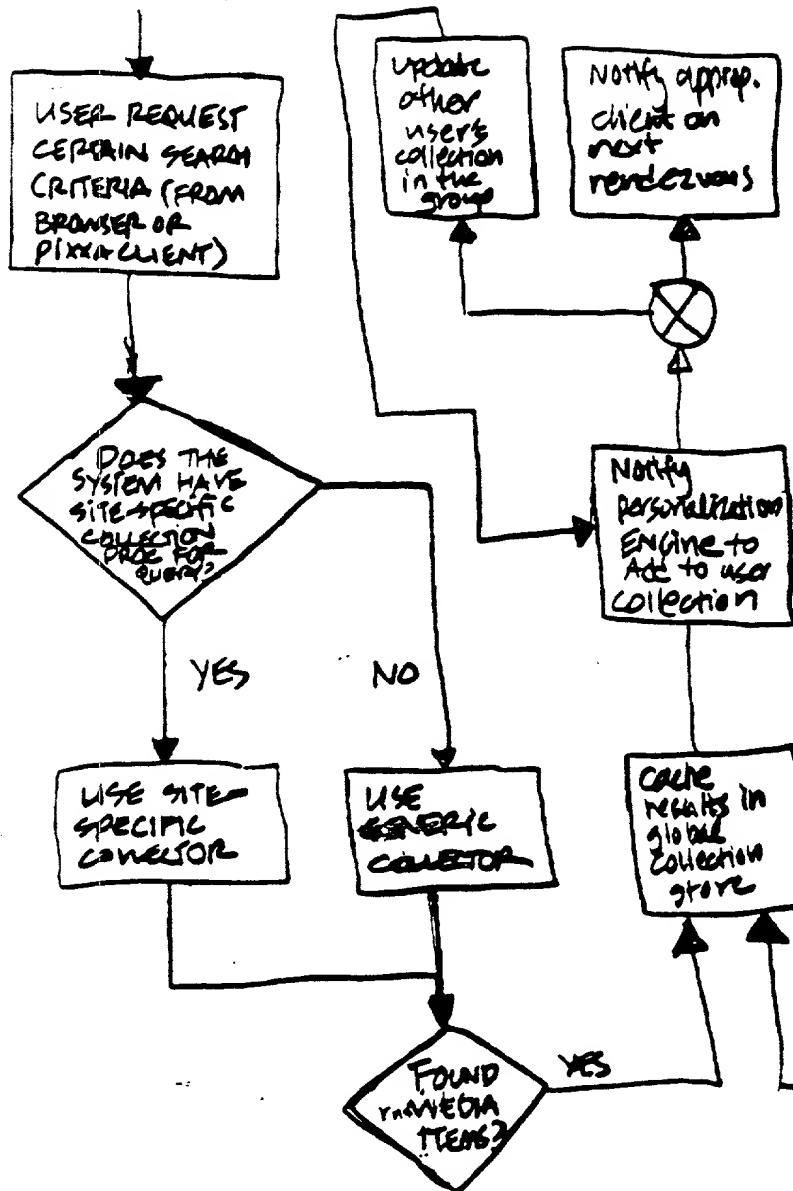 USER REQUEST
CERTAIN SEARCH
CRITERIA (FROM
BROWSER OR
PIXXA CLIENT)
DOES THE
SYSTEM HAVE
SITE-SPECIFIC
COLLECTION
PROC FOR
QUERY?
YES
NO
USE SITE-
SPECIFIC
COLLECTOR
USE
GENERIC
COLLECTOR
FOUND
MEDIA
ITEMS?
YES
update
other
user's
collection
in the
group
Notify approp.
client on
next
rendezvous
Notify
personalization
ENgine to
Add to user
collection
cache
results in
global
collection
store